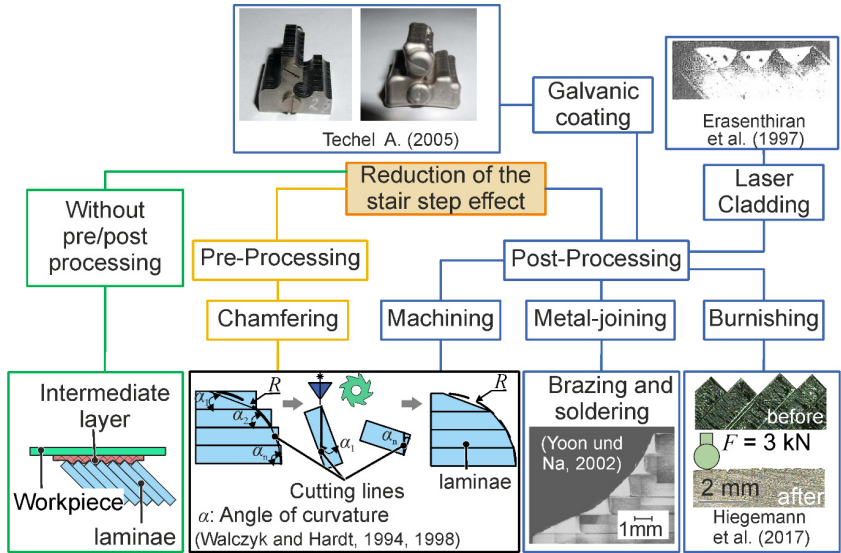 Techel A. (2005)
Galvanic
coating
Erasenthiran
et al. (1997)
Reduction of the
stair step effect
Laser
Cladding
Without
pre/post
processing
Pre-Processing
Post-Processing
Chamfering
Machining
Metal-joining
Burnishing
Intermediate
layer
Workpiece
laminae
α₁
R
α₂
αₙ
α₁
αₙ
R
Cutting lines
laminae
α: Angle of curvature
(Walczyk and Hardt, 1994, 1998)
Brazing and
soldering
(Yoon und
Na, 2002)
1mm
before
F = 3 kN
2 mm
after
Hiegemann
et al. (2017)